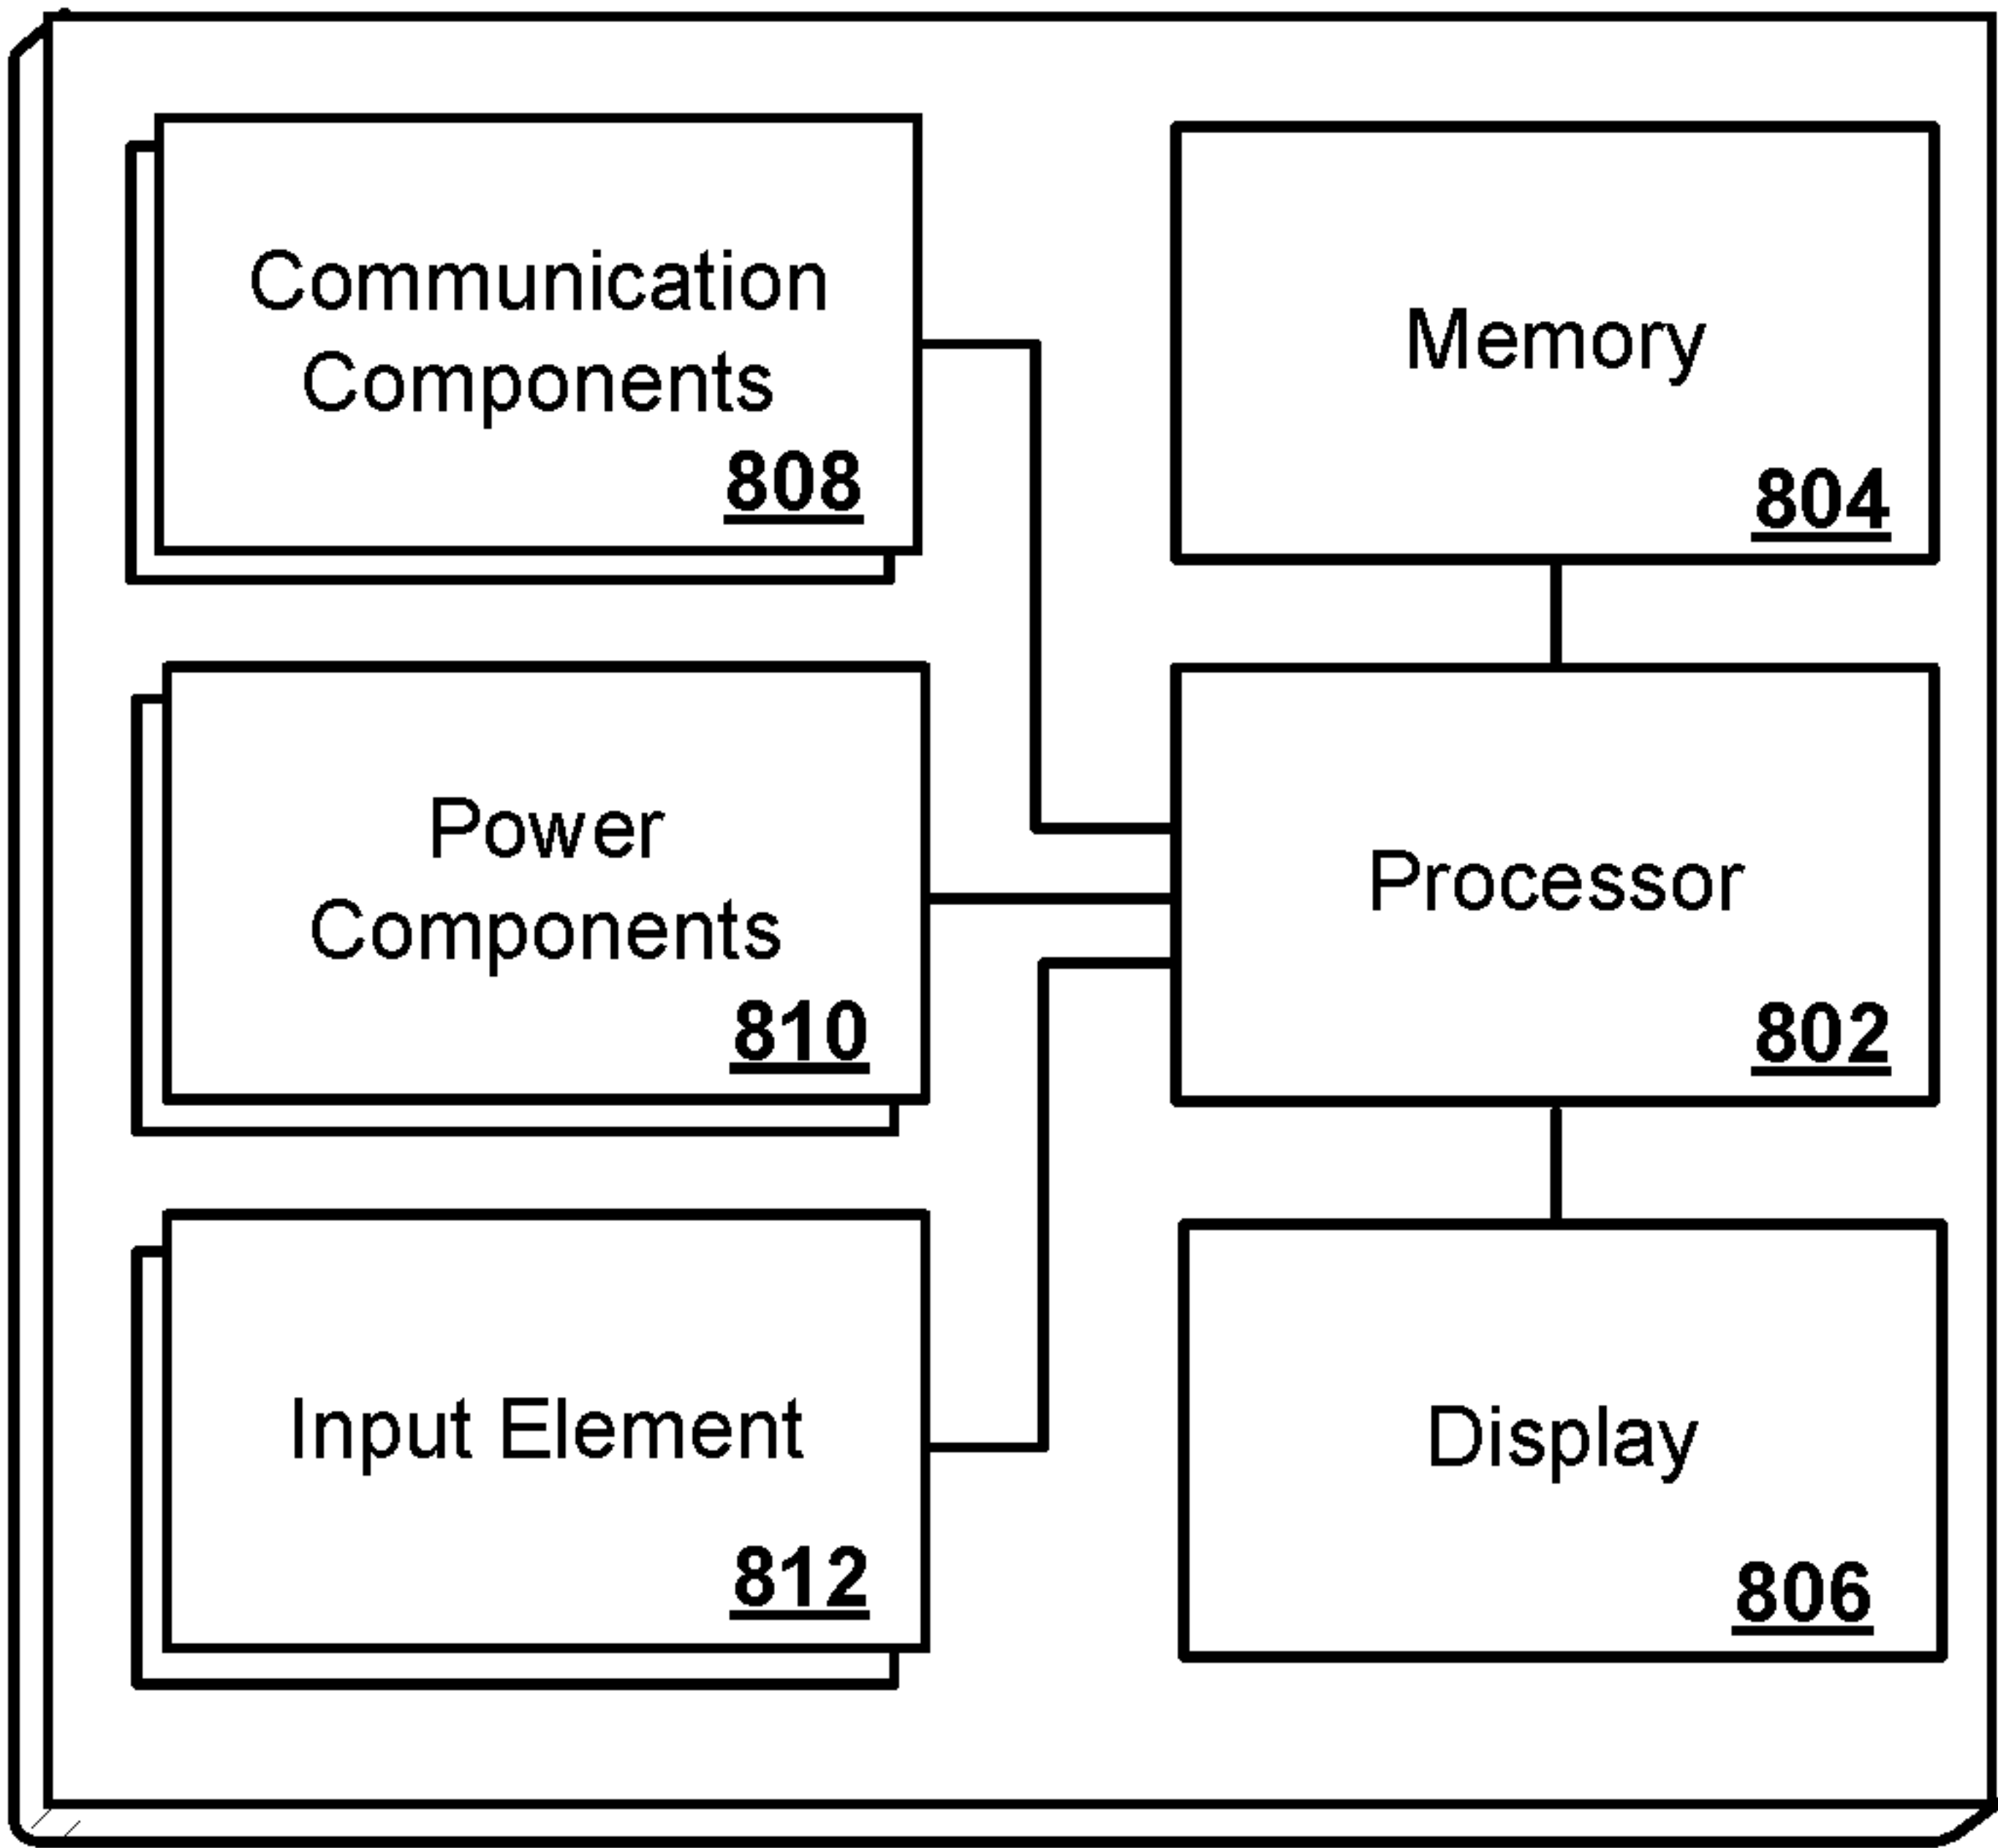 Communication
Components
808
Memory
804
Power
Components
810
Processor
802
Input Element
812
Display
806